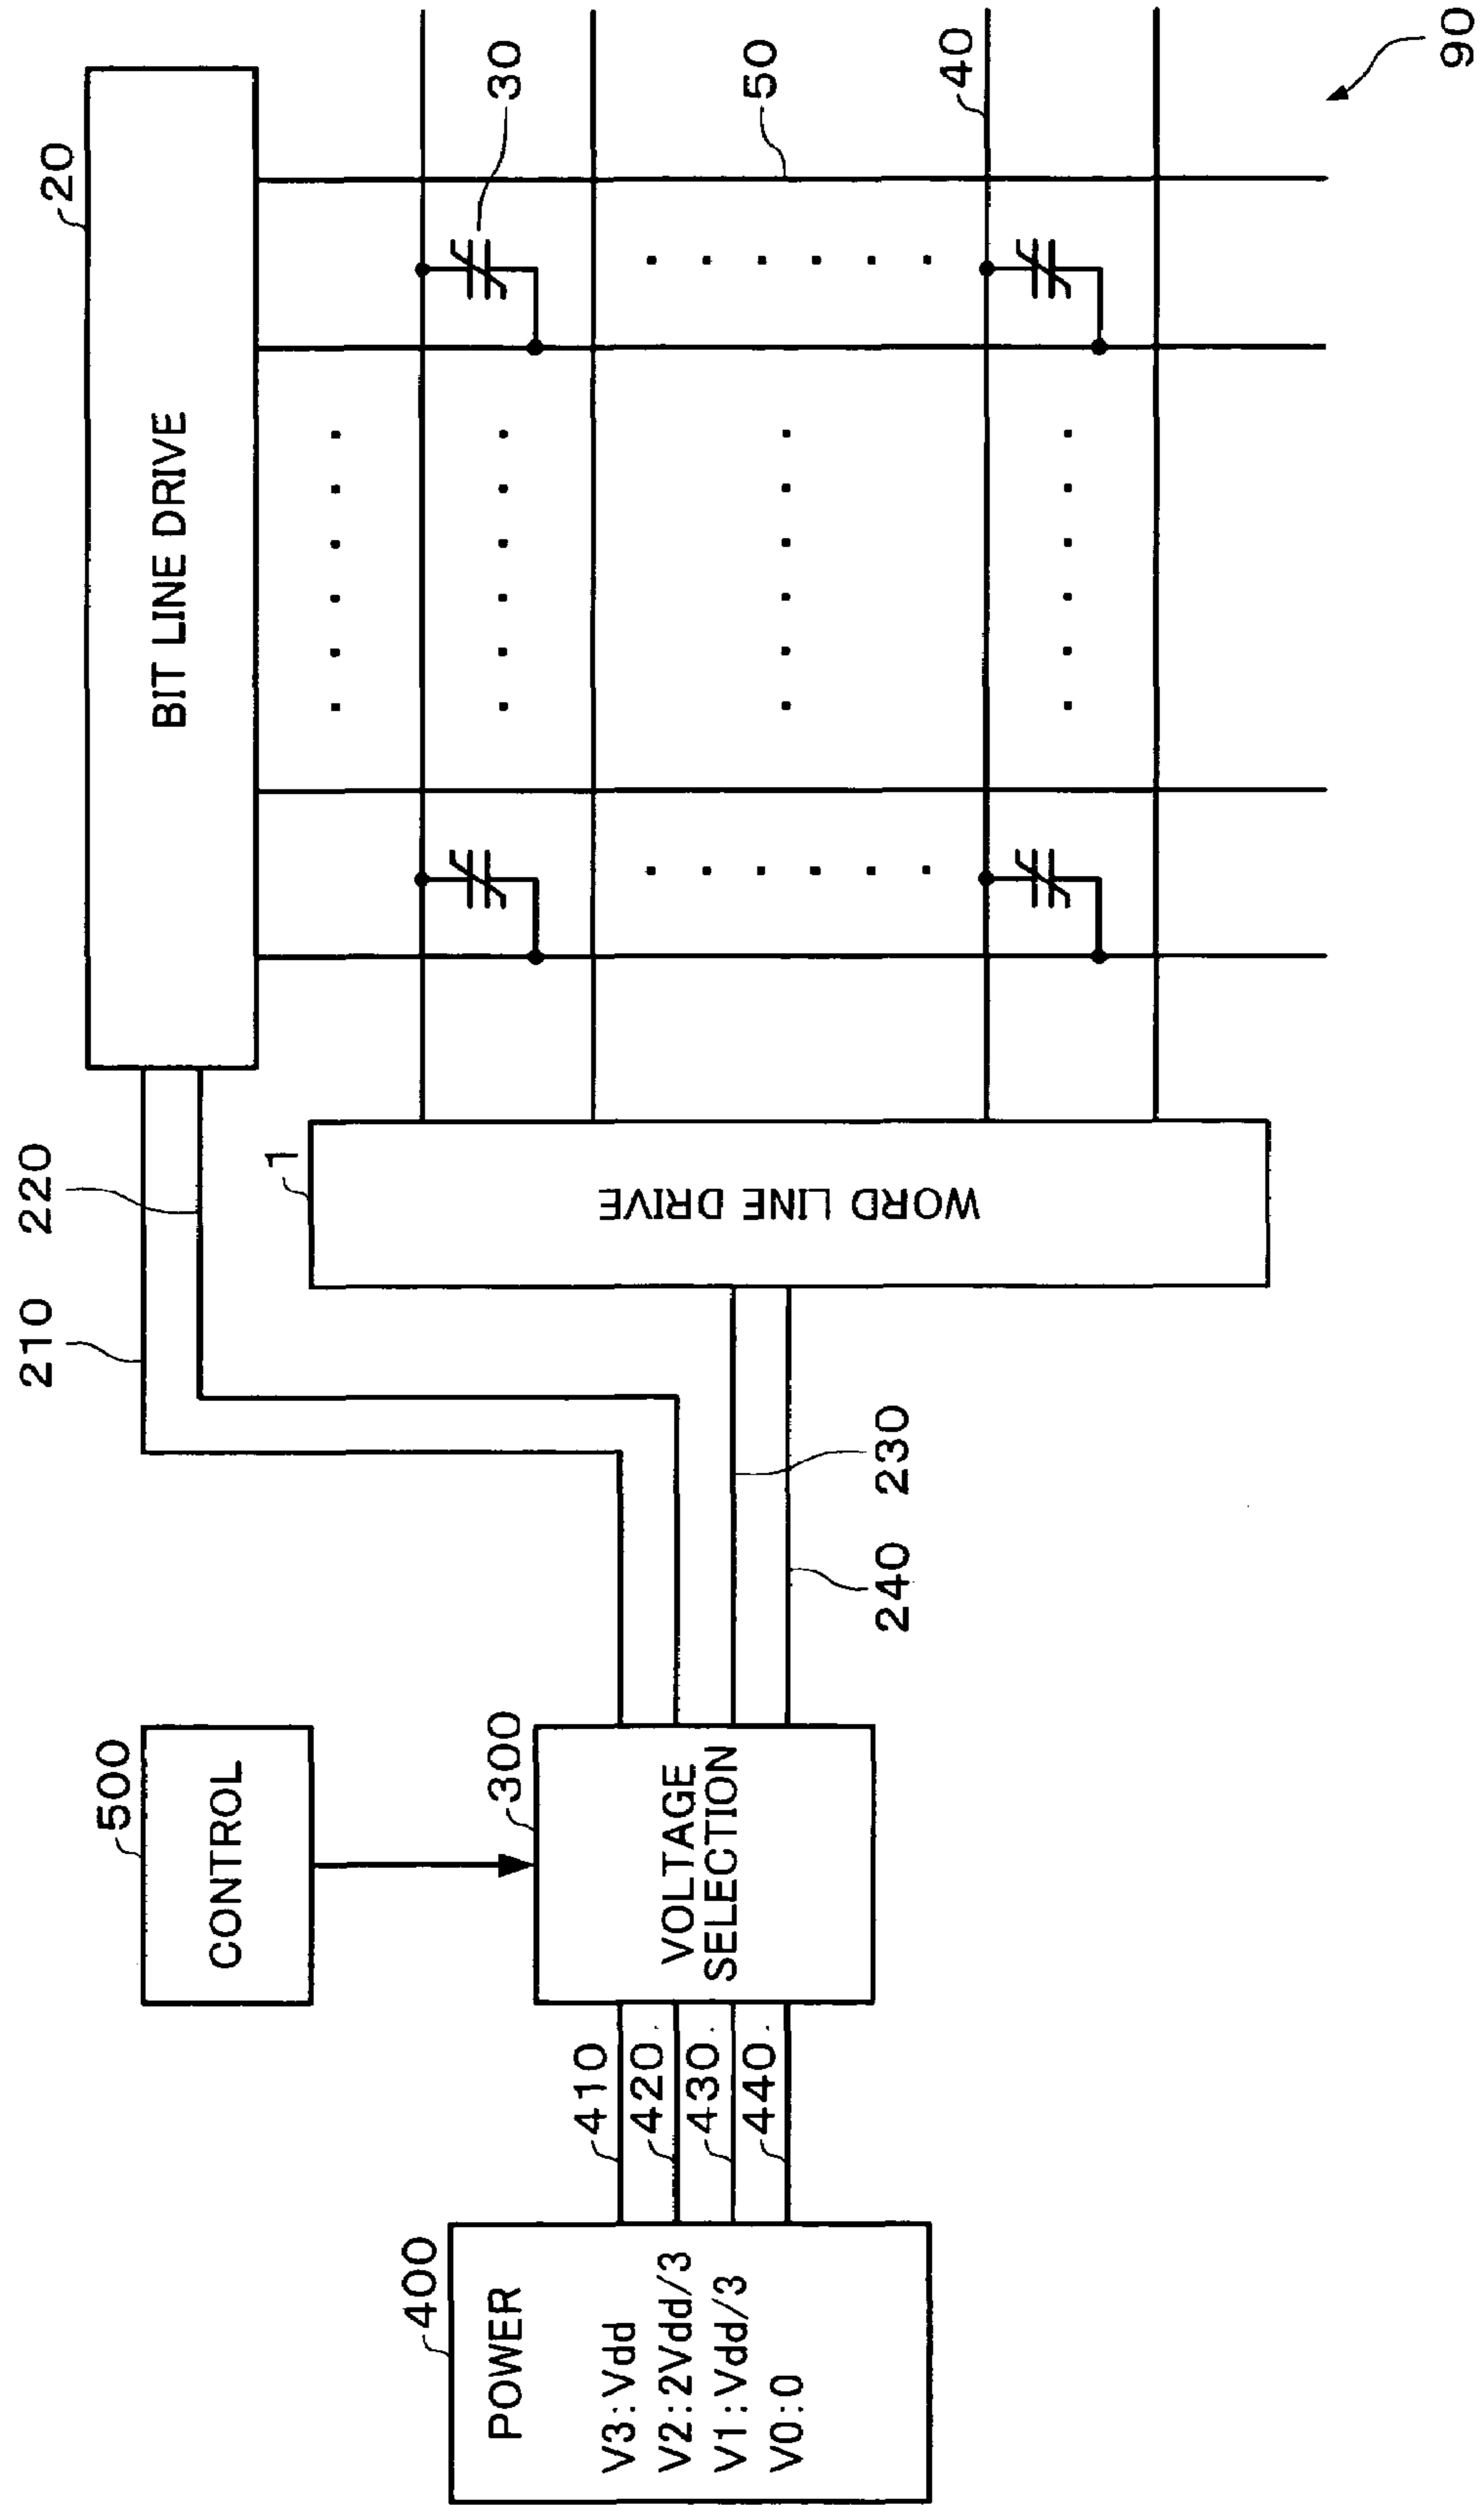 20
BIT LINE DRIVE
30
50
40
90
210
220
1
WORD LINE DRIVE
230
240
500
CONTROL
300
VOLTAGE
SELECTION
410
420
430
440
400
POWER
V3:Vdd
V2:2Vdd/3
V1:Vdd/3
V0:0